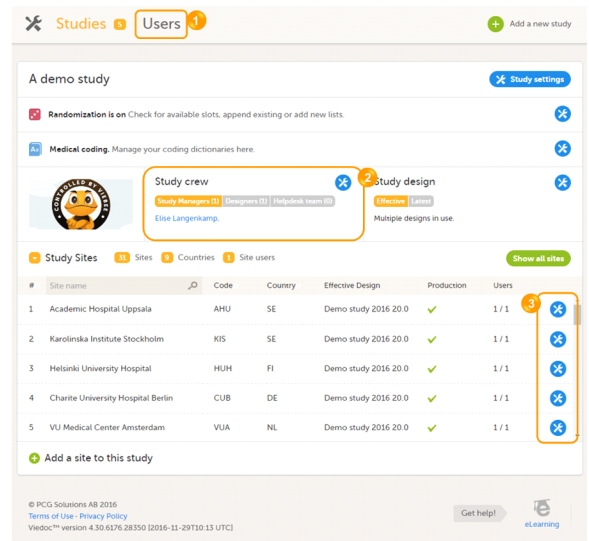 Studies 5 Users 1 Add a new study
A demo study Study settings
Randomization is on Check for available slots, append existing or add new lists.
Medical coding. Manage your coding dictionaries here.
CONTROLLED BY VIEBEE
Study crew 2
Study Managers (1) Designers (1) Helpdesk team (0)
Elise Langenkamp.
Study design
Effective Latest
Multiple designs in use.
Study Sites 31 Sites 9 Countries 1 Site users Show all sites
# Site name Code Country Effective Design Production Users
3
1 Academic Hospital Uppsala AHU SE Demo study 2016 20.0 1 / 1
2 Karolinska Institute Stockholm KIS SE Demo study 2016 20.0 1 / 1
3 Helsinki University Hospital HUH FI Demo study 2016 20.0 1 / 1
4 Charite University Hospital Berlin CUB DE Demo study 2016 20.0 1 / 1
5 VU Medical Center Amsterdam VUA NL Demo study 2016 20.0 1 / 1
Add a site to this study
© PCG Solutions AB 2016
Terms of Use - Privacy Policy
Viedoc™ version 4.30.6176.28350 [2016-11-29T10:13 UTC]
Get help!
eLearning